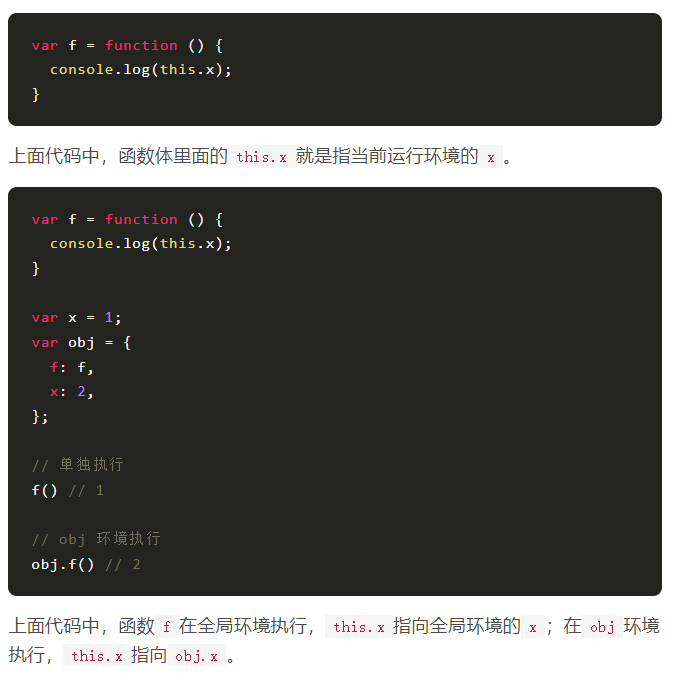 var f = function () {
  console.log(this.x);
}
上面代码中，函数体里面的 this.x 就是指当前运行环境的 x 。
var f = function () {
  console.log(this.x);
}
var x = 1;
var obj = {
  f: f,
  x: 2,
};
// 单独执行
f() // 1
// obj 环境执行
obj.f() // 2
上面代码中，函数 f 在全局环境执行， this.x 指向全局环境的 x ；在 obj 环境
执行， this.x 指向 obj.x 。